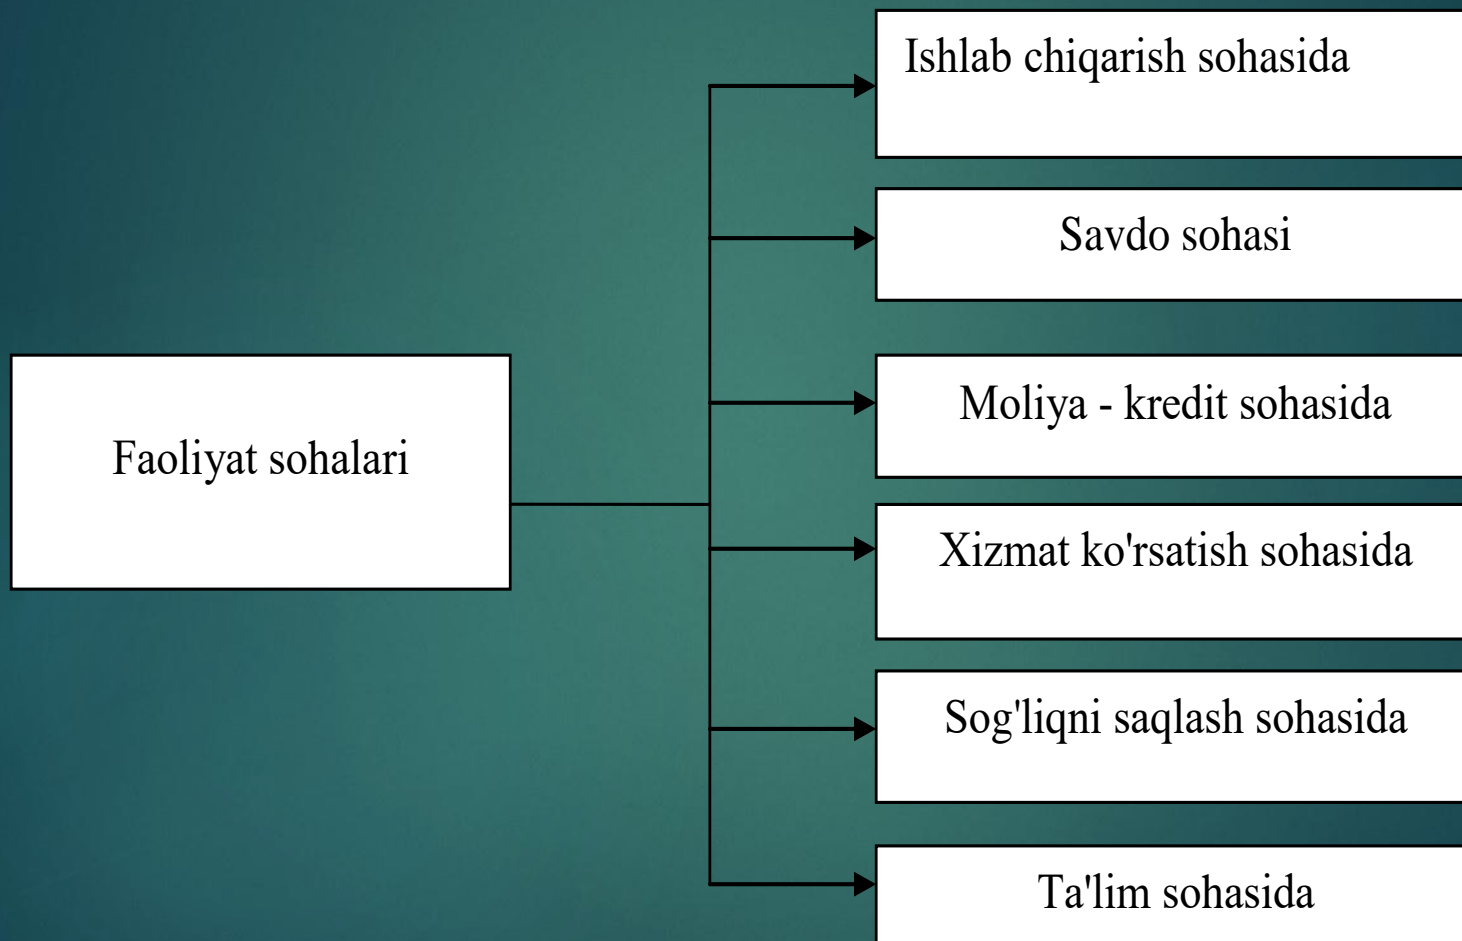 Faoliyat sohalari
Ishlab chiqarish sohasida
Savdo sohasi
Moliya - kredit sohasida
Xizmat ko'rsatish sohasida
Sog'liqni saqlash sohasida
Ta'lim sohasida